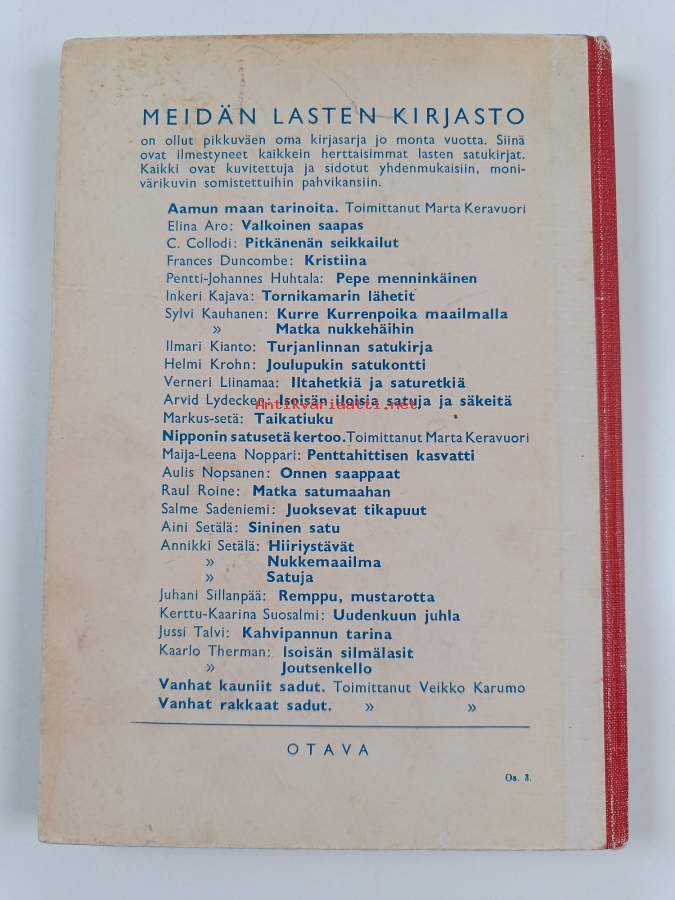 MEIDÄN LASTEN KIRJASTO
on ollut pikkuväen oma kirjasarja jo monta vuotta. Siinä
ovat ilmestyneet kaikkein herttaisimmat lasten satukirjat.
Kaikki ovat kuvitettuja ja sidotut yhdenmukaisiin, moni-
värikuvin somistettuihin pahvikansiin.
Aamun maan tarinoita. Toimittanut Marta Keravuori
Elina Aro: Valkoinen saapas
C. Collodi: Pitkänenän seikkailut
Frances Duncombe: Kristiina
Pentti-Johannes Huhtala: Pepe menninkäinen
Inkeri Kajava: Tornikamarin lähetit
Sylvi Kauhanen: Kurre Kurrenpoika maailmalla
» Matka nukkehäihin
Ilmari Kianto: Turjanlinnan satukirja
Helmi Krohn: Joulupukin satukontti
Verneri Liinamaa: Iltahetkiä ja saturetkiä
Arvid Lydecken: Isoisän iloisia satuja ja säkeitä
Antikvariaatti.net
Markus-setä: Taikatiuku
Nipponin satusetä kertoo. Toimittanut Marta Keravuori
Maija-Leena Noppari: Penttahittisen kasvatti
Aulis Nopsanen: Onnen saappaat
Raul Roine: Matka satumaahan
Salme Sadeniemi: Juoksevat tikapuut
Aini Setälä: Sininen satu
Annikki Setälä: Hiiriystävät
» Nukkemaailma
» Satuja
Juhani Sillanpää: Remppu, mustarotta
Kerttu-Kaarina Suosalmi: Uudenkuun juhla
Jussi Talvi: Kahvipannun tarina
Kaarlo Therman: Isoisän silmälasit
» Joutsenkello
Vanhat kauniit sadut. Toimittanut Veikko Karumo
Vanhat rakkaat sadut. » »
OTAVA
Os. 3.